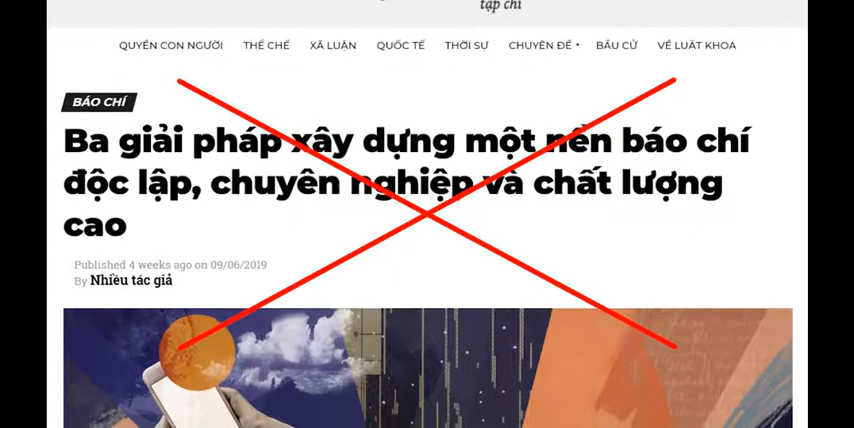 tạp chí
QUYỀN CON NGƯỜI THỂ CHẾ XÃ LUẬN QUỐC TẾ THỜI SỰ CHUYÊN ĐỀ BẦU CỬ VỀ LUẬT KHOA
BÁO CHÍ
Ba giải pháp xây dựng một nền báo chí
độc lập, chuyên nghiệp và chất lượng
cao
Published 4 weeks ago on 09/06/2019
By Nhiều tác giả